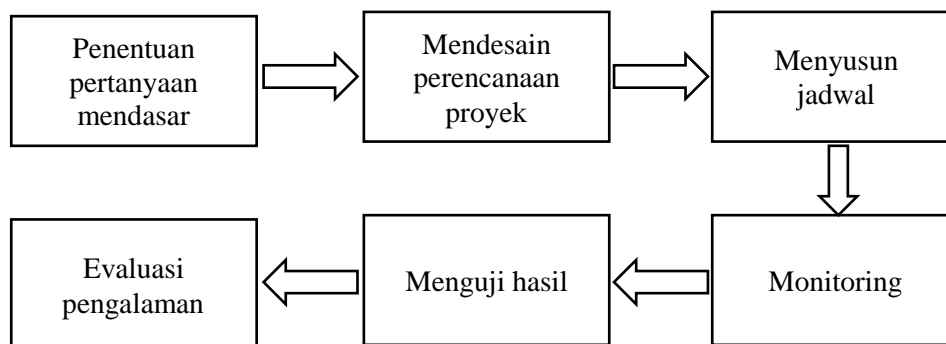 Penentuan
pertanyaan
mendasar
Mendesain
perencanaan
proyek
Menyusun
jadwal
Monitoring
Menguji hasil
Evaluasi
pengalaman